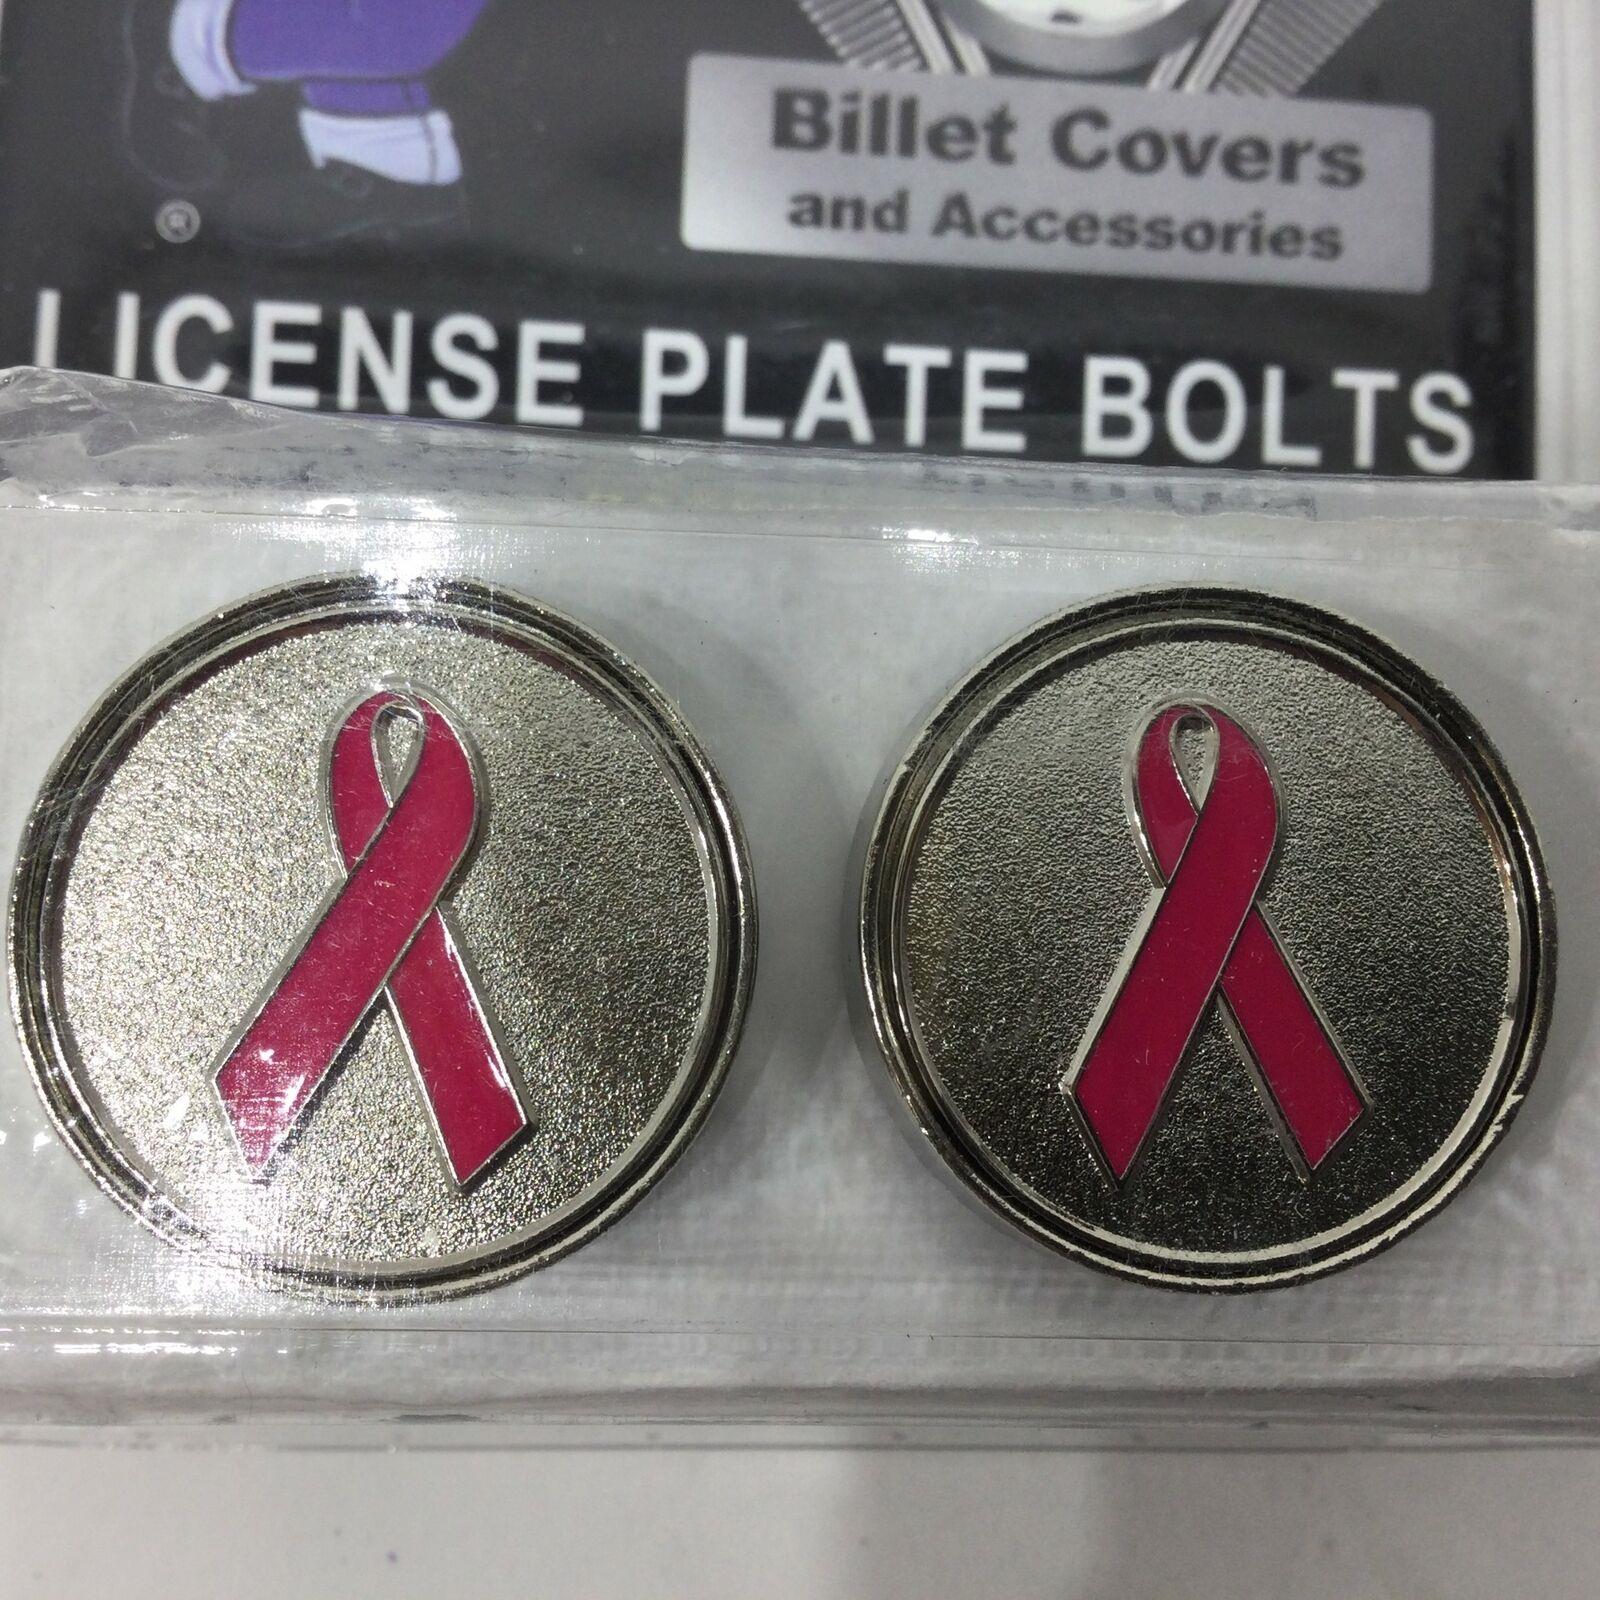 Billet Covers
and Accessories
®
LICENSE PLATE BOLTS